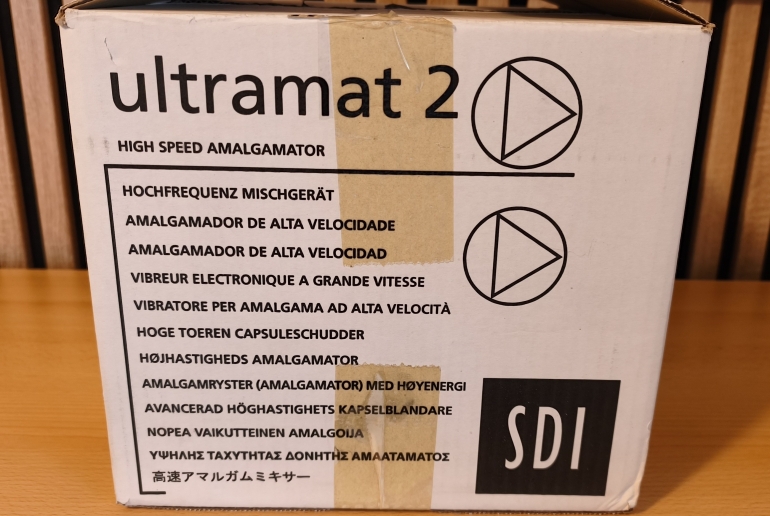 ultramat 2
HIGH SPEED AMALGAMATOR
HOCHFREQUENZ MISCHGERÄT
AMALGAMADOR DE ALTA VELOCIDADE
AMALGAMADOR DE ALTA VELOCIDAD
VIBREUR ELECTRONIQUE A GRANDE VITESSE
VIBRATORE PER AMALGAMA AD ALTA VELOCITÀ
HOGE TOEREN CAPSULESCHUDDER
HØJHASTIGHEDS AMALGAMATOR
AMALGAMRYSTER (AMALGAMATOR) MED HØYENERGI
AVANCERAD HÖGHASTIGHETS KAPSELBLANDARE
NOPEA VAIKUTTEINEN AMALGOIJA
ΥΨΗΛΗΣ ΤΑΧΥΤΗΤΑΣ ΔΟΝΗΤΗΣ ΑΜΑΛΤΑΜΑΤΟΣ
高速アマルガムミキサー
SDI